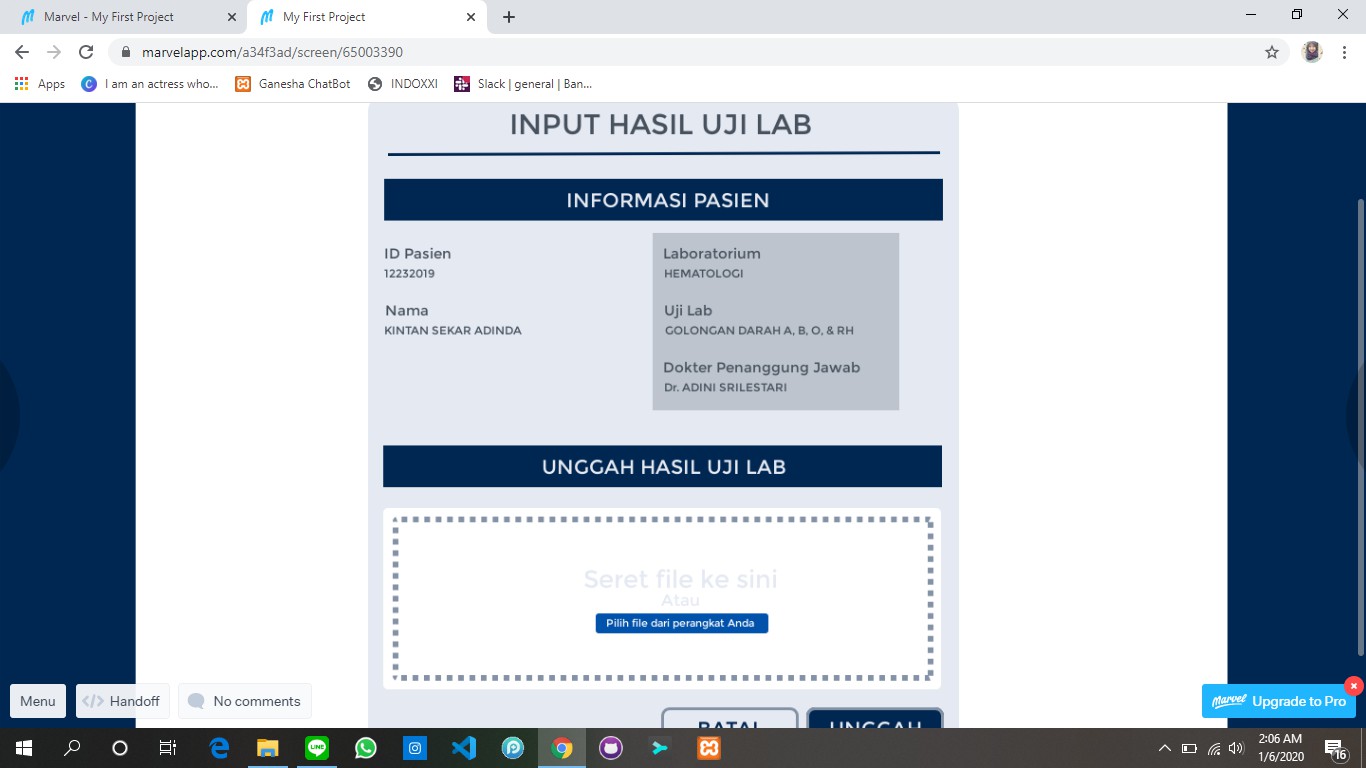 Marvel - My First Project
My First Project
marvelapp.com/a34f3ad/screen/65003390
Apps
I am an actress who...
Ganesha ChatBot
INDOXXI
Slack | general | Ban...
INPUT HASIL UJI LAB
INFORMASI PASIEN
ID Pasien
12232019
Nama
KINTAN SEKAR ADINDA
Laboratorium
HEMATOLOGI
Uji Lab
GOLONGAN DARAH A, B, O, & RH
Dokter Penanggung Jawab
Dr. ADINI SRILESTARI
UNGGAH HASIL UJI LAB
Seret file ke sini
Atau
Pilih file dari perangkat Anda
BATAL
UNGGAH
Menu
</> Handoff
No comments
Marvel Upgrade to Pro
2:06 AM
1/6/2020
16